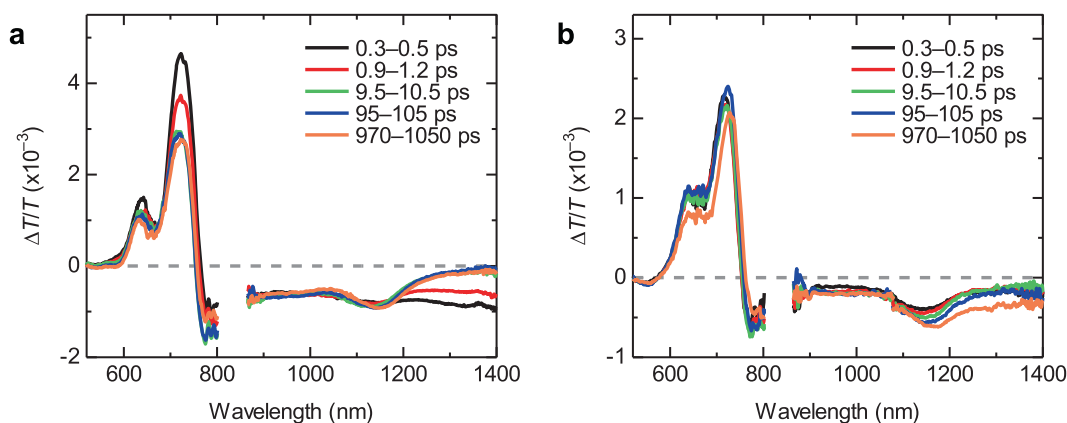 a
0.3–0.5 ps
0.9–1.2 ps
9.5–10.5 ps
95–105 ps
970–1050 ps
ΔT/T (x10⁻³)
4
2
0
-2
600 800 1000 1200 1400
Wavelength (nm)
b
0.3–0.5 ps
0.9–1.2 ps
9.5–10.5 ps
95–105 ps
970–1050 ps
ΔT/T (x10⁻³)
3
2
1
0
-1
600 800 1000 1200 1400
Wavelength (nm)